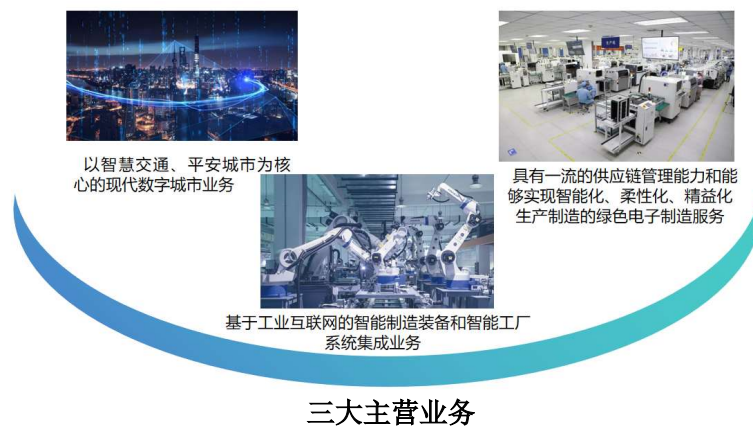 以智慧交通、平安城市为核
心的现代数字城市业务
具有一流的供应链管理能力和能
够实现智能化、柔性化、精益化
生产制造的绿色电子制造服务
基于工业互联网的智能制造装备和智能工厂
系统集成业务
三大主营业务